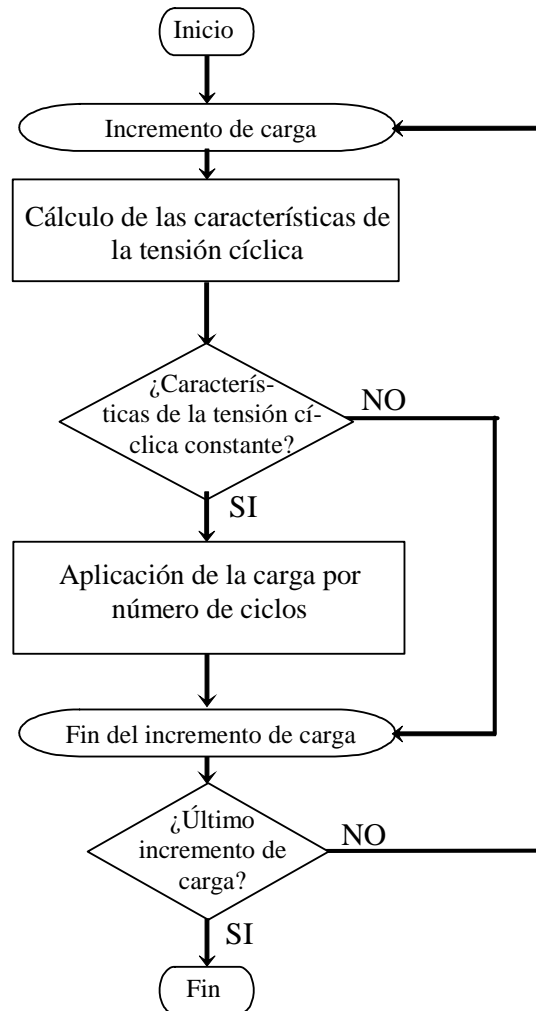 Inicio
Incremento de carga
Cálculo de las características de
la tensión cíclica
¿Caracterís-
ticas de la tensión cí-
clica constante?
NO
SI
Aplicación de la carga por
número de ciclos
Fin del incremento de carga
¿Último
incremento de
carga?
NO
SI
Fin